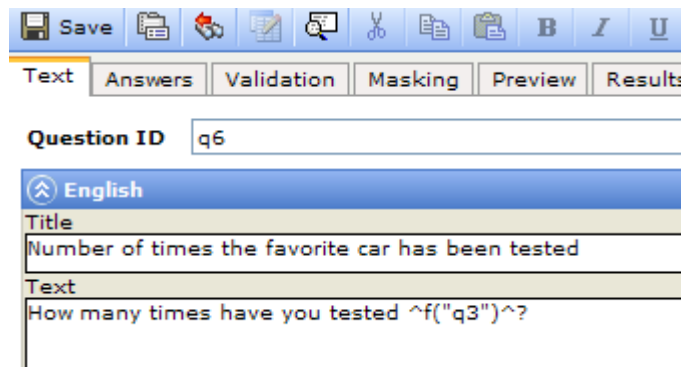 Save B I U
Text Answers Validation Masking Preview Results
Question ID q6
English
Title
Number of times the favorite car has been tested
Text
How many times have you tested ^f("q3")^?